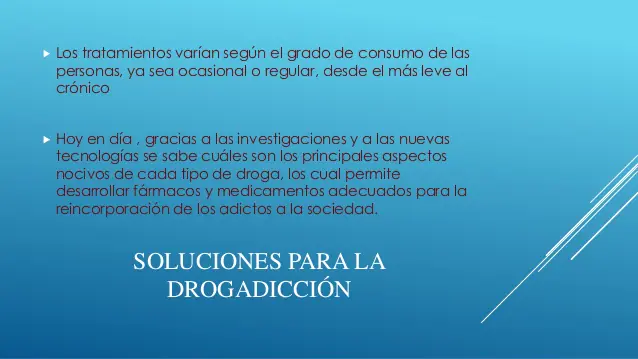 Los tratamientos varían según el grado de consumo de las
personas, ya sea ocasional o regular, desde el más leve al
crónico
Hoy en día , gracias a las investigaciones y a las nuevas
tecnologías se sabe cuáles son los principales aspectos
nocivos de cada tipo de droga, los cual permite
desarrollar fármacos y medicamentos adecuados para la
reincorporación de los adictos a la sociedad.
SOLUCIONES PARA LA
DROGADICCIÓN